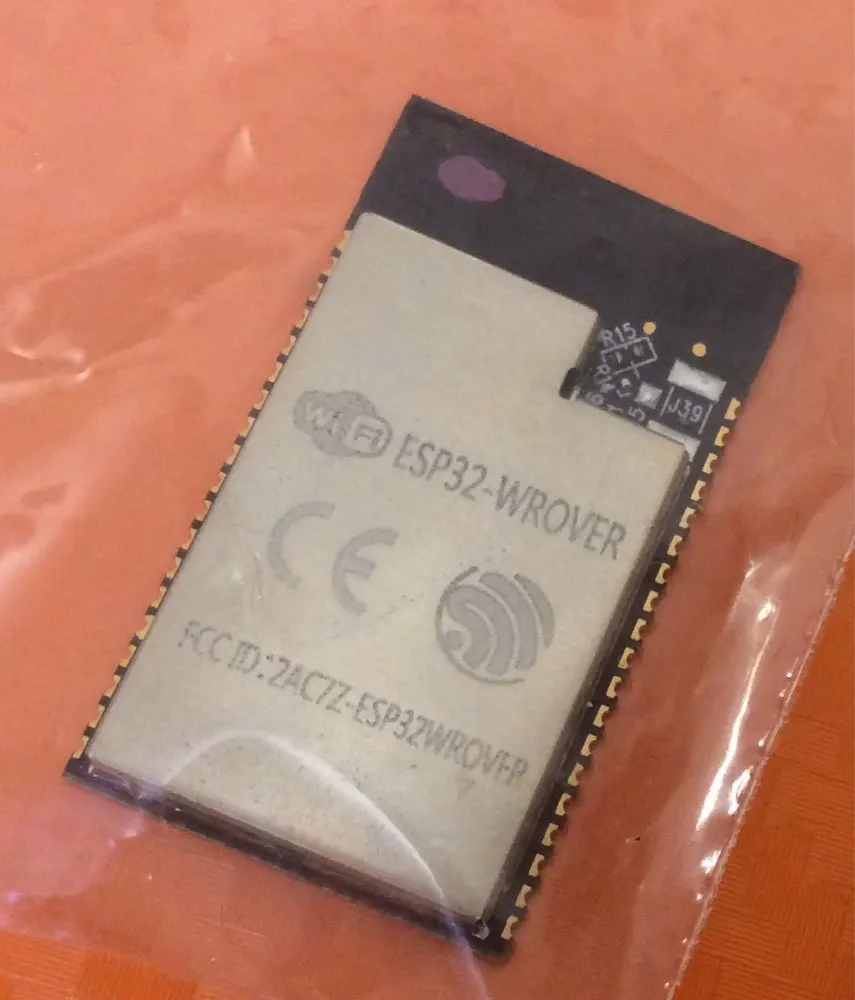 R15
J39
Wi Fi ESP32-WROVER
CE
FCC ID:2AC7Z-ESP32WROVER